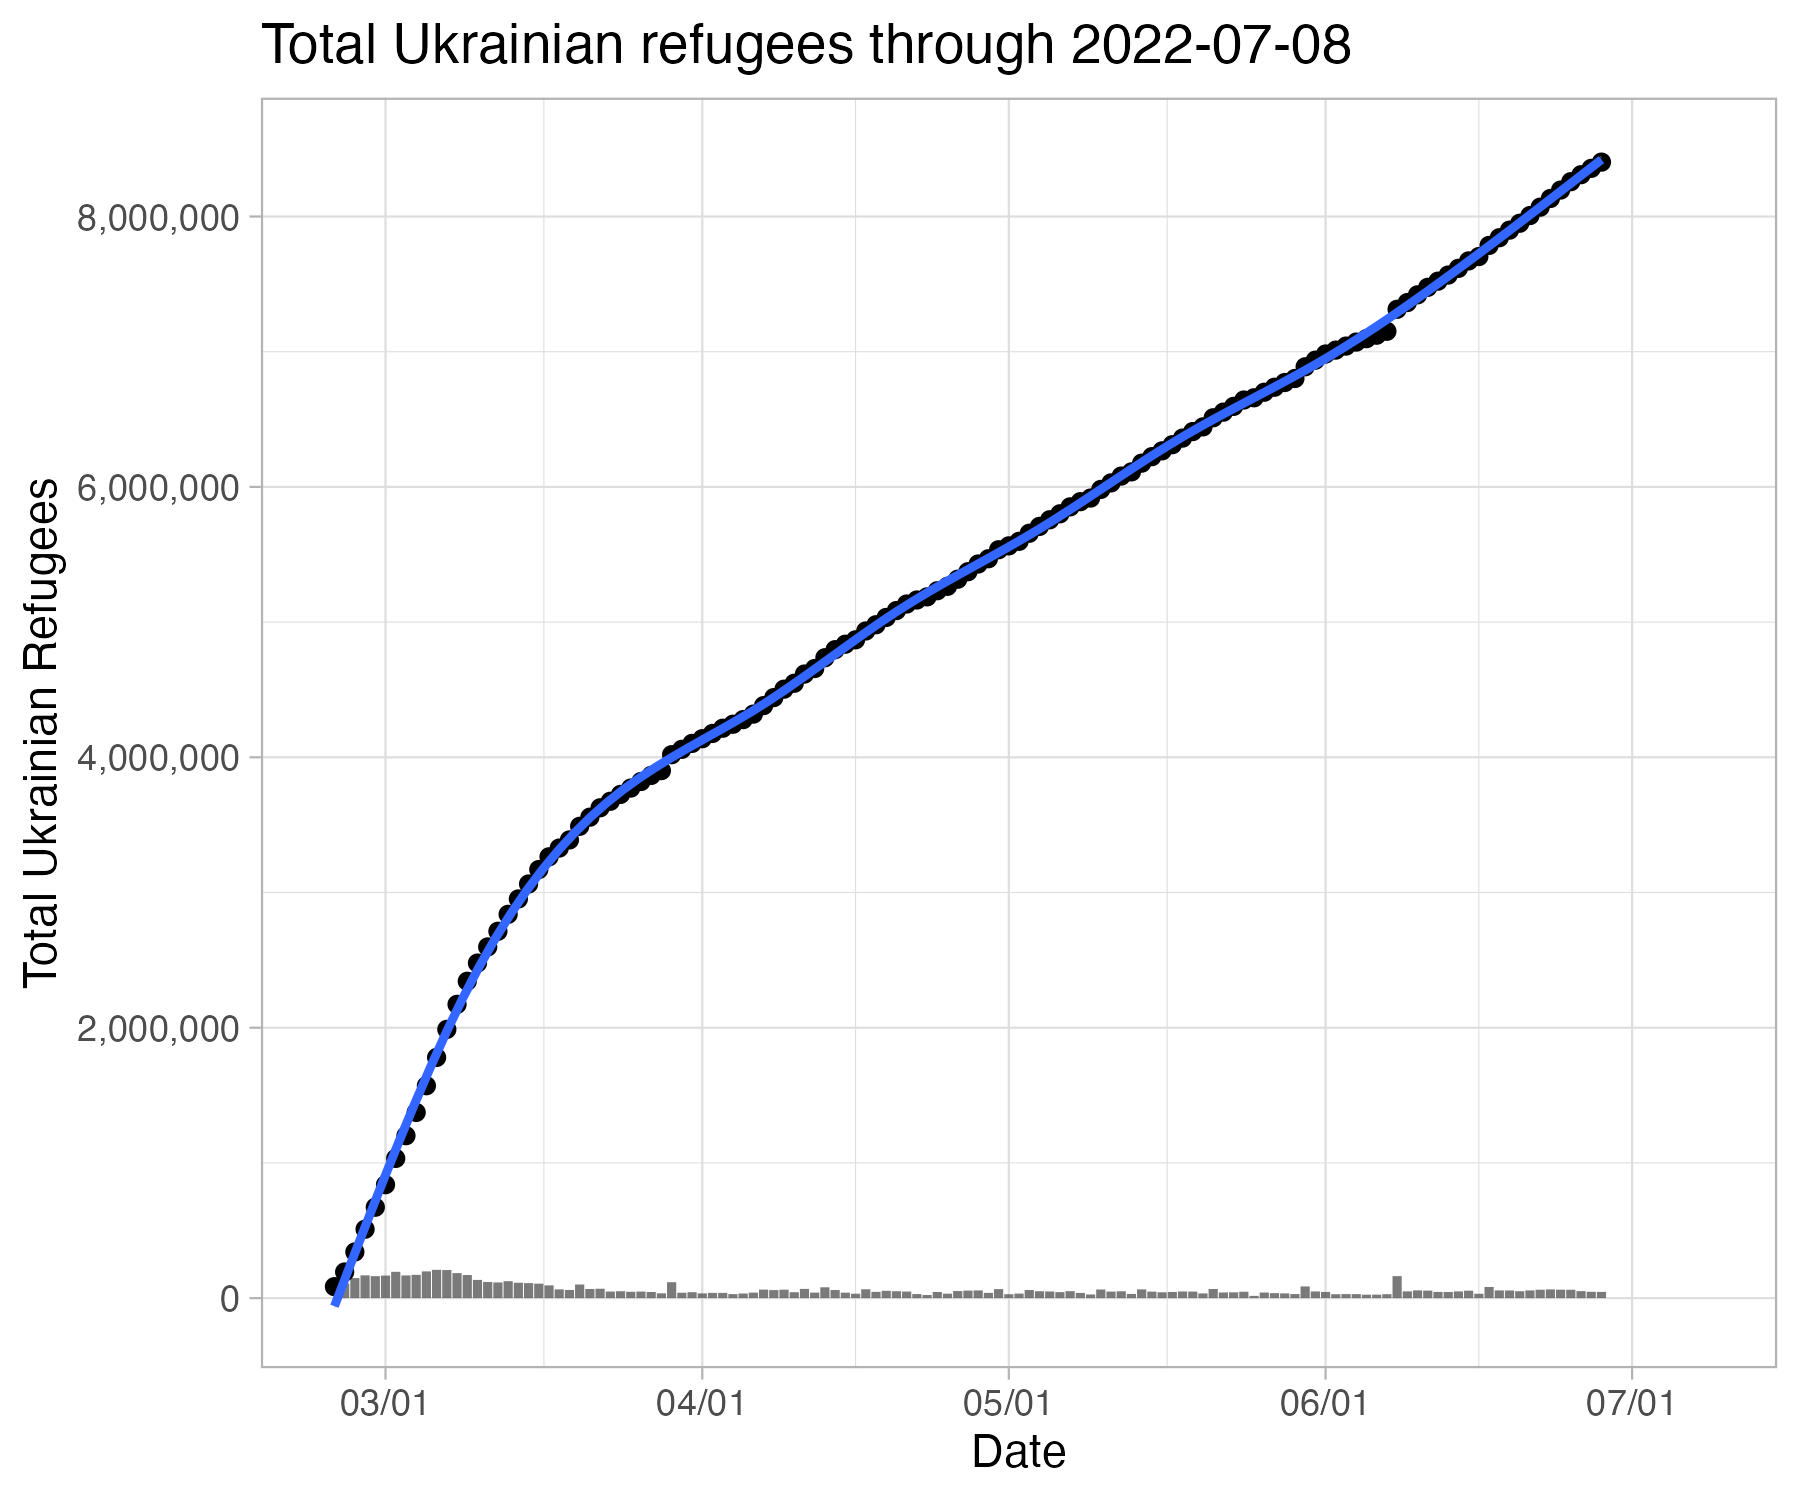 Total Ukrainian refugees through 2022-07-08
Total Ukrainian Refugees
8,000,000
6,000,000
4,000,000
2,000,000
0
03/01 04/01 05/01 06/01 07/01
Date